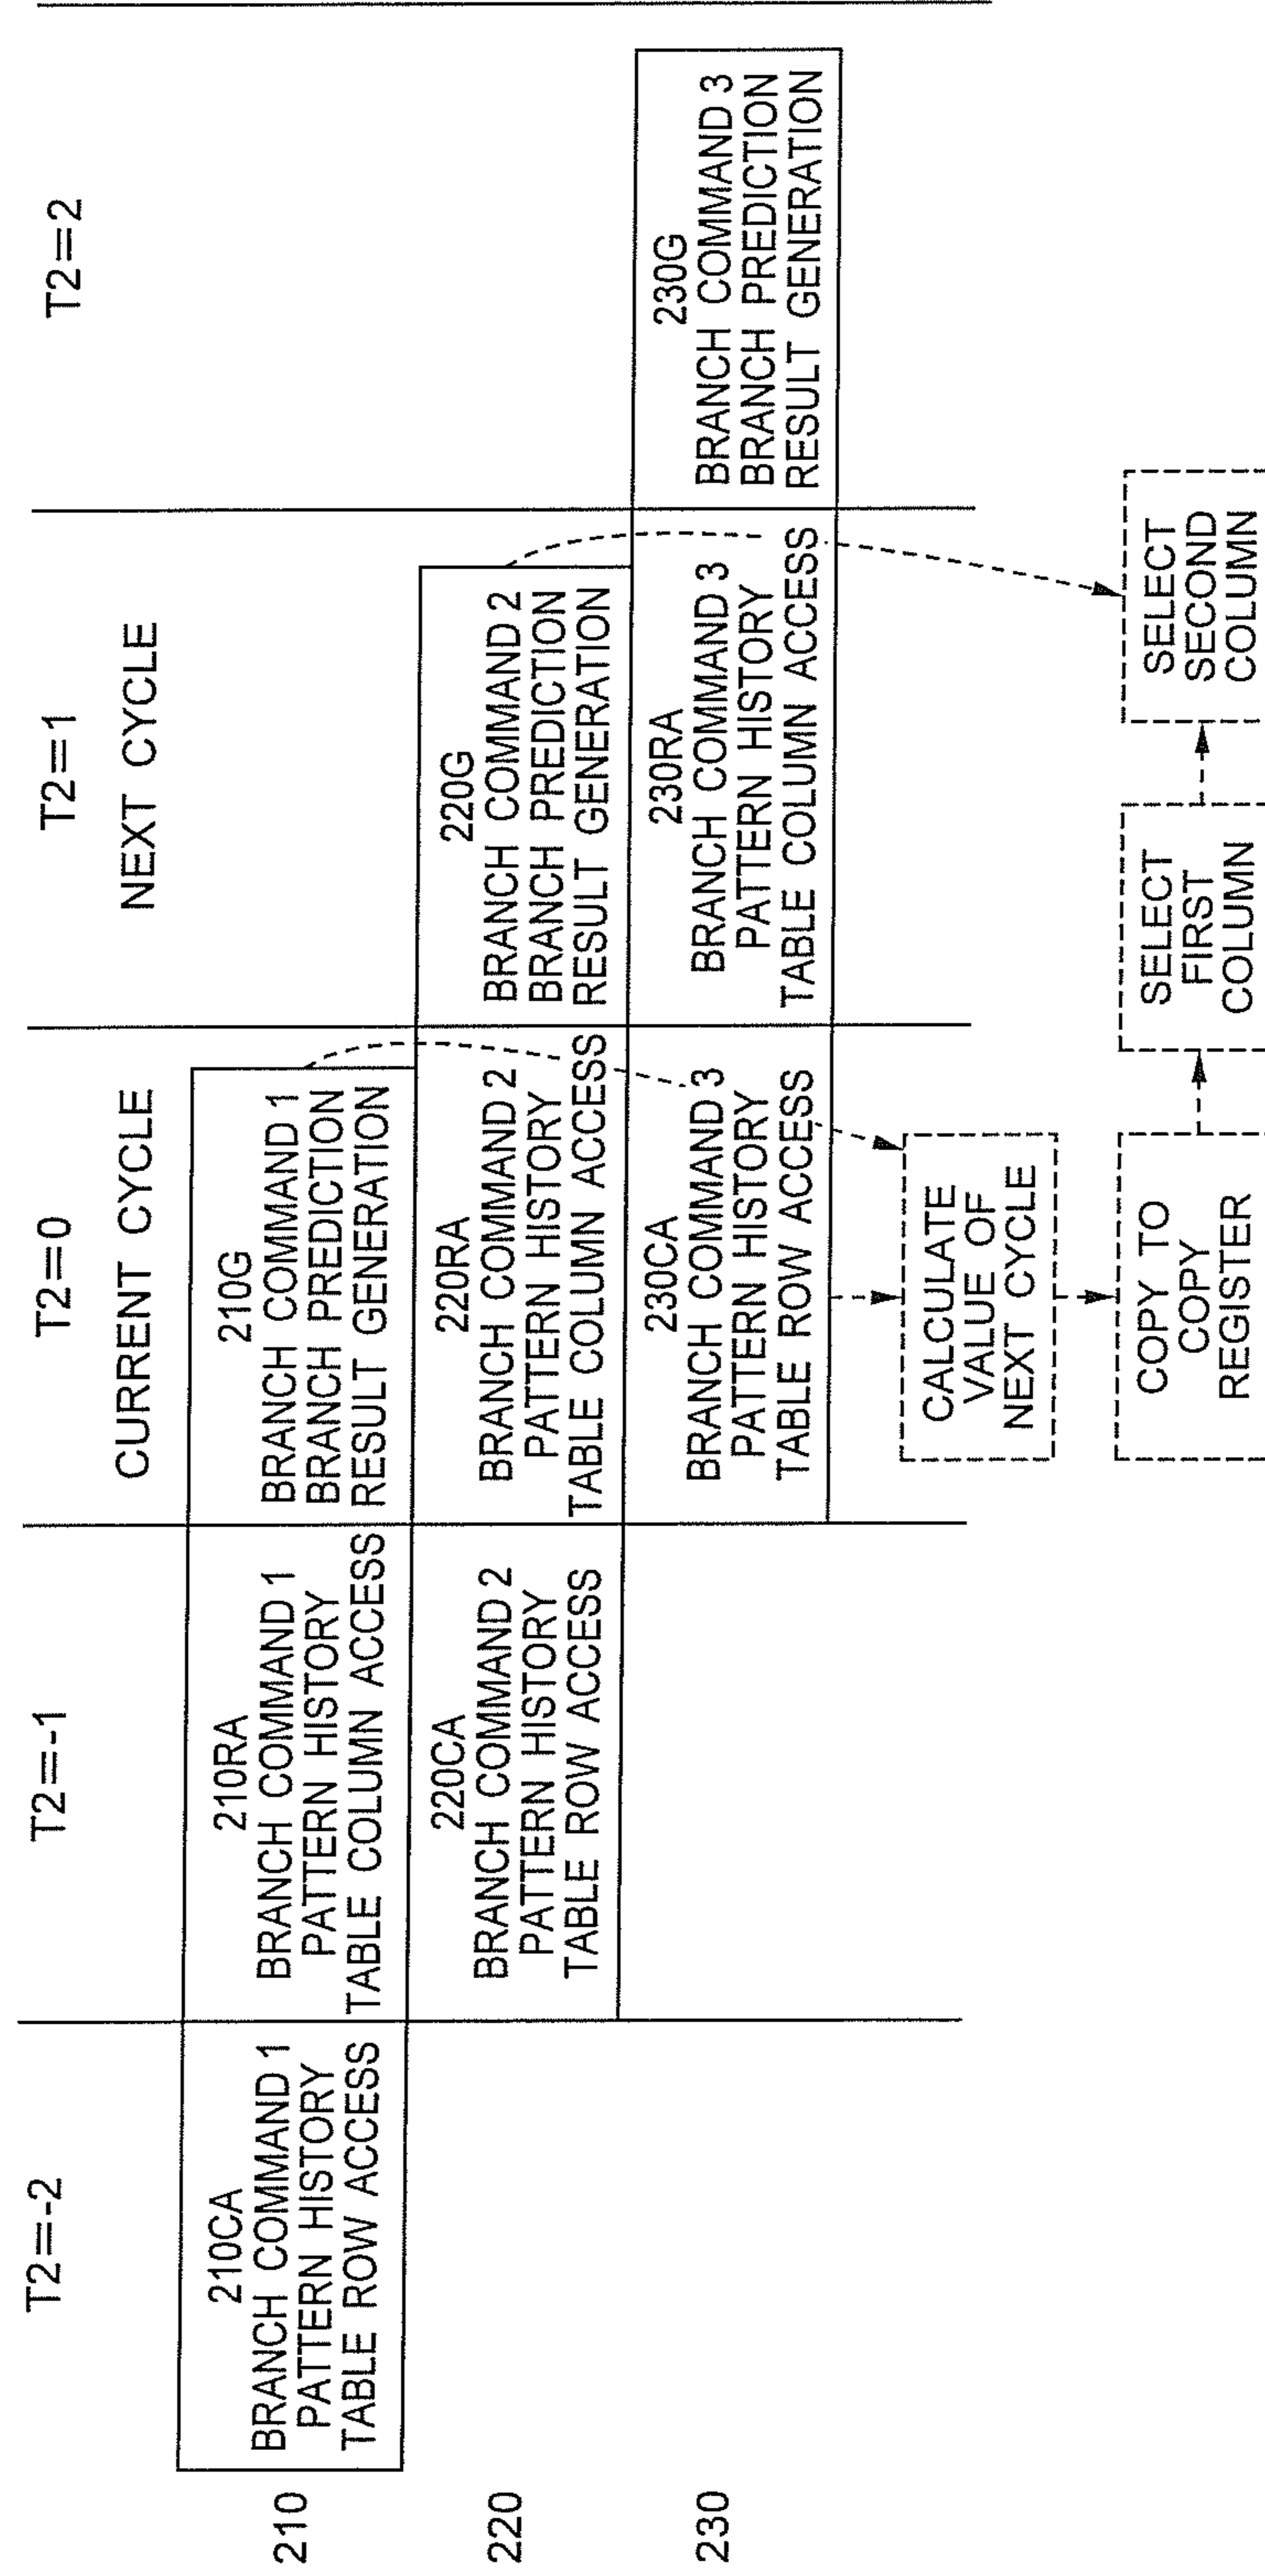 T2=-2
T2=-1
T2=0
T2=1
T2=2
CURRENT CYCLE
NEXT CYCLE
210
210CA
BRANCH COMMAND 1
PATTERN HISTORY
TABLE ROW ACCESS
210RA
BRANCH COMMAND 1
PATTERN HISTORY
TABLE COLUMN ACCESS
210G
BRANCH COMMAND 1
BRANCH PREDICTION
RESULT GENERATION
220
220CA
BRANCH COMMAND 2
PATTERN HISTORY
TABLE ROW ACCESS
220RA
BRANCH COMMAND 2
PATTERN HISTORY
TABLE COLUMN ACCESS
220G
BRANCH COMMAND 2
BRANCH PREDICTION
RESULT GENERATION
230
230CA
BRANCH COMMAND 3
PATTERN HISTORY
TABLE ROW ACCESS
230RA
BRANCH COMMAND 3
PATTERN HISTORY
TABLE COLUMN ACCESS
230G
BRANCH COMMAND 3
BRANCH PREDICTION
RESULT GENERATION
CALCULATE
VALUE OF
NEXT CYCLE
COPY TO
COPY
REGISTER
SELECT
FIRST
COLUMN
SELECT
SECOND
COLUMN